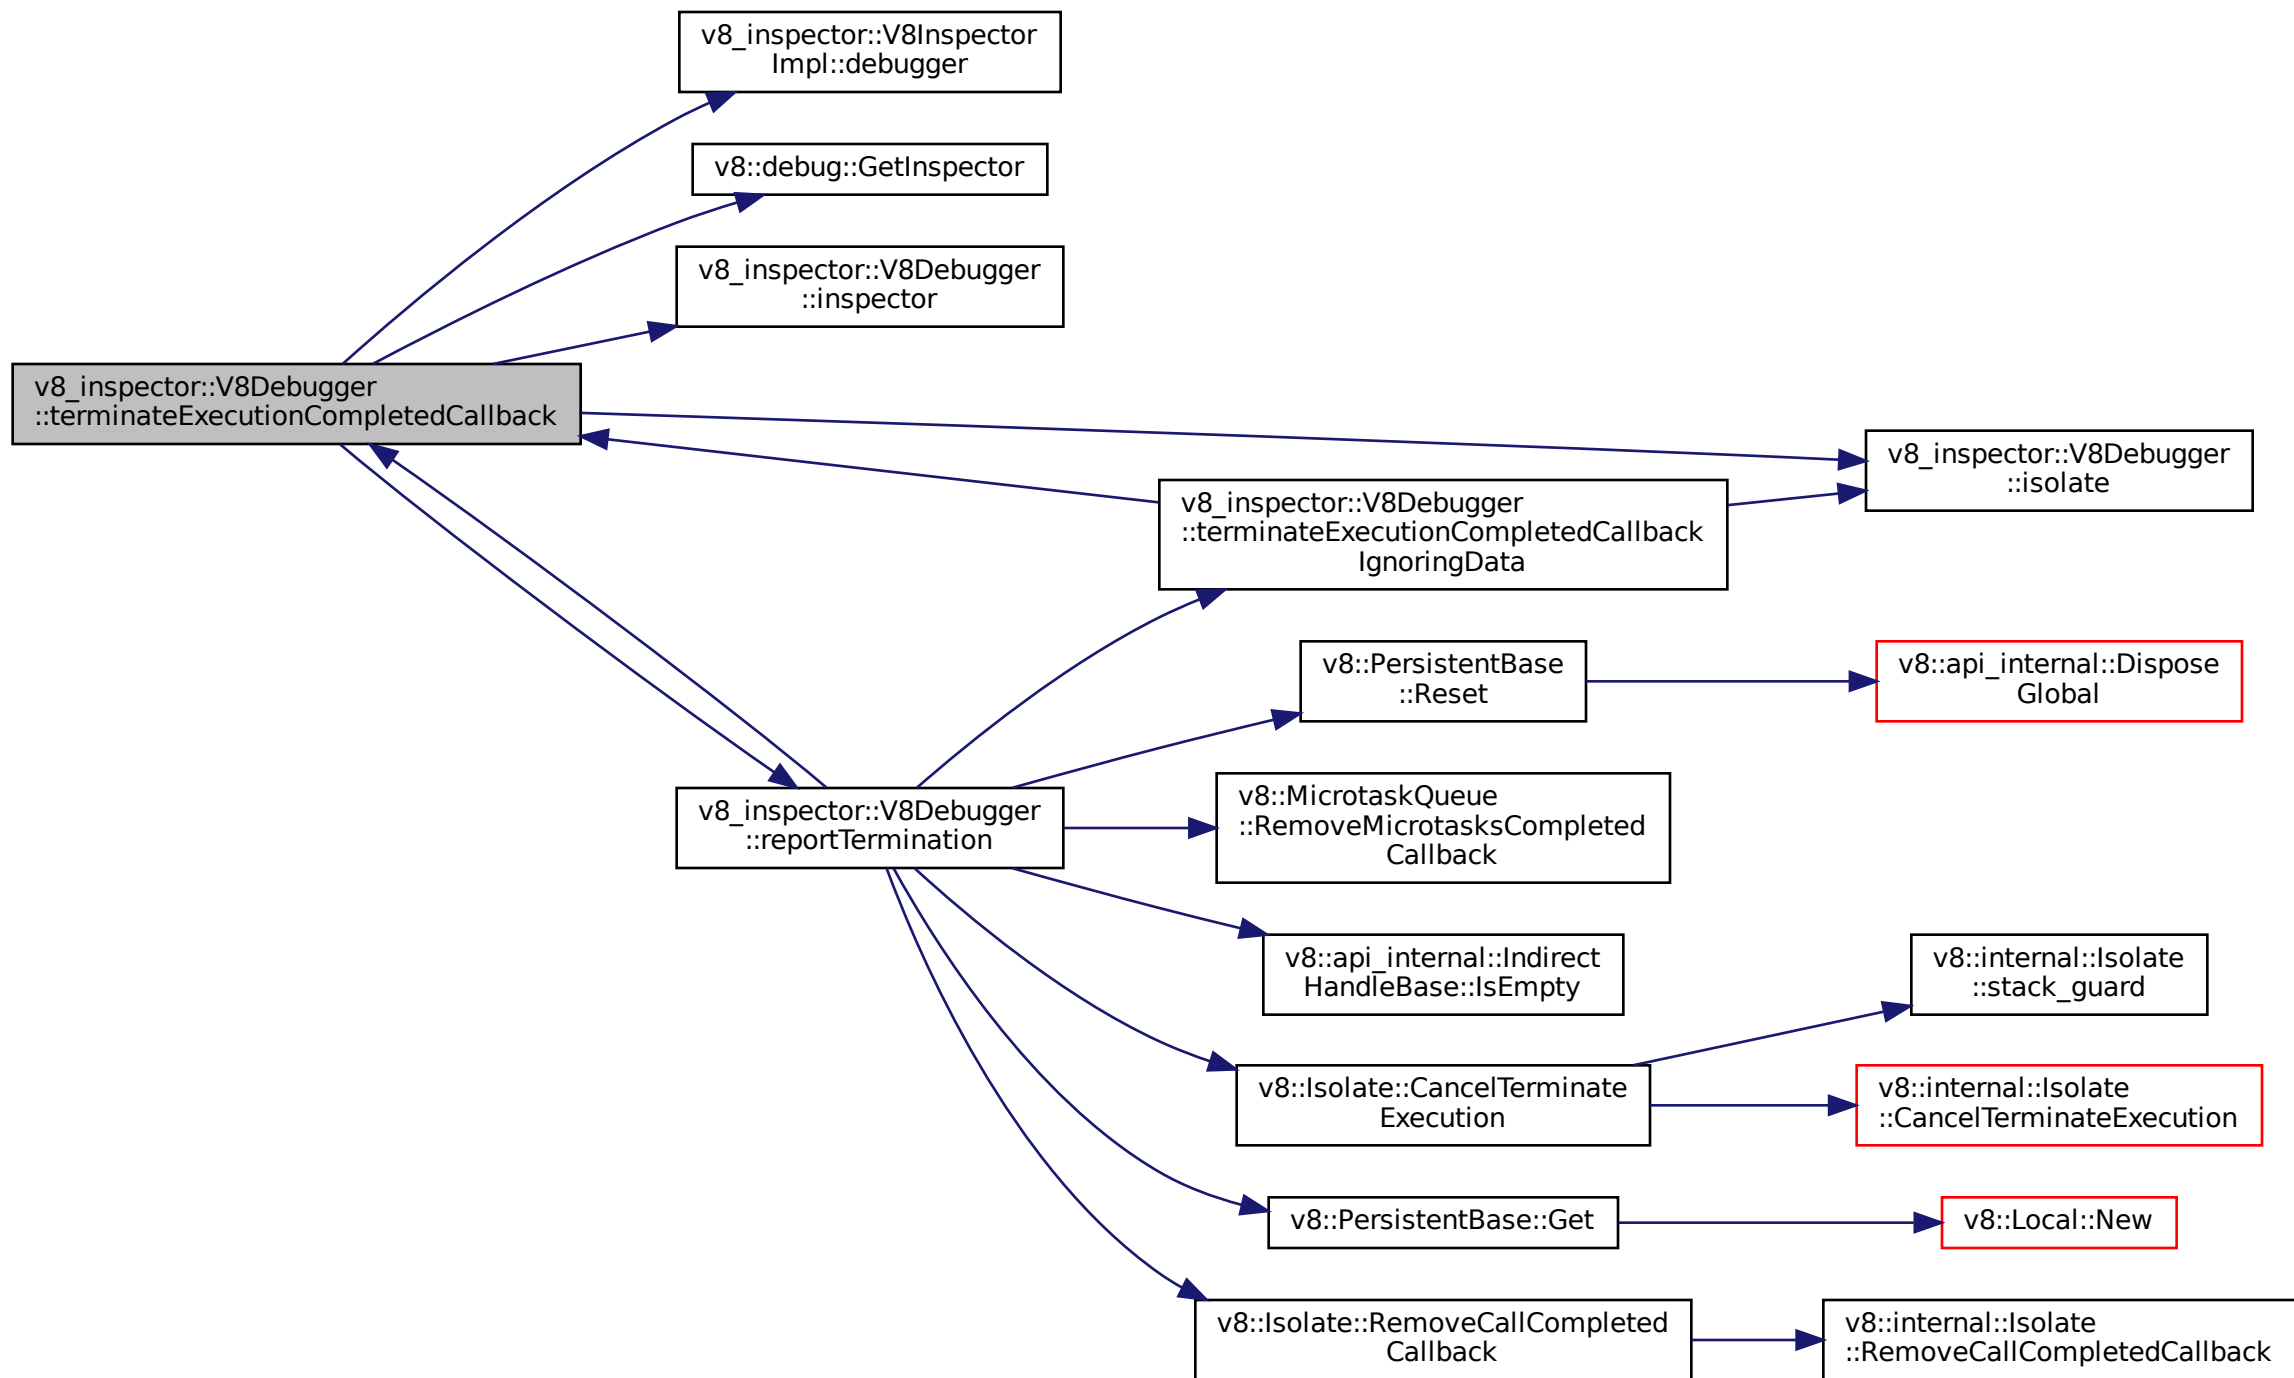 v8_inspector::V8Inspector
Impl::debugger
v8::debug::GetInspector
v8_inspector::V8Debugger
::inspector
v8_inspector::V8Debugger
::terminateExecutionCompletedCallback
v8_inspector::V8Debugger
::isolate
v8_inspector::V8Debugger
::terminateExecutionCompletedCallback
IgnoringData
v8::PersistentBase
::Reset
v8::api_internal::Dispose
Global
v8_inspector::V8Debugger
::reportTermination
v8::MicrotaskQueue
::RemoveMicrotasksCompleted
Callback
v8::api_internal::Indirect
HandleBase::IsEmpty
v8::internal::Isolate
::stack_guard
v8::Isolate::CancelTerminate
Execution
v8::internal::Isolate
::CancelTerminateExecution
v8::PersistentBase::Get
v8::Local::New
v8::Isolate::RemoveCallCompleted
Callback
v8::internal::Isolate
::RemoveCallCompletedCallback